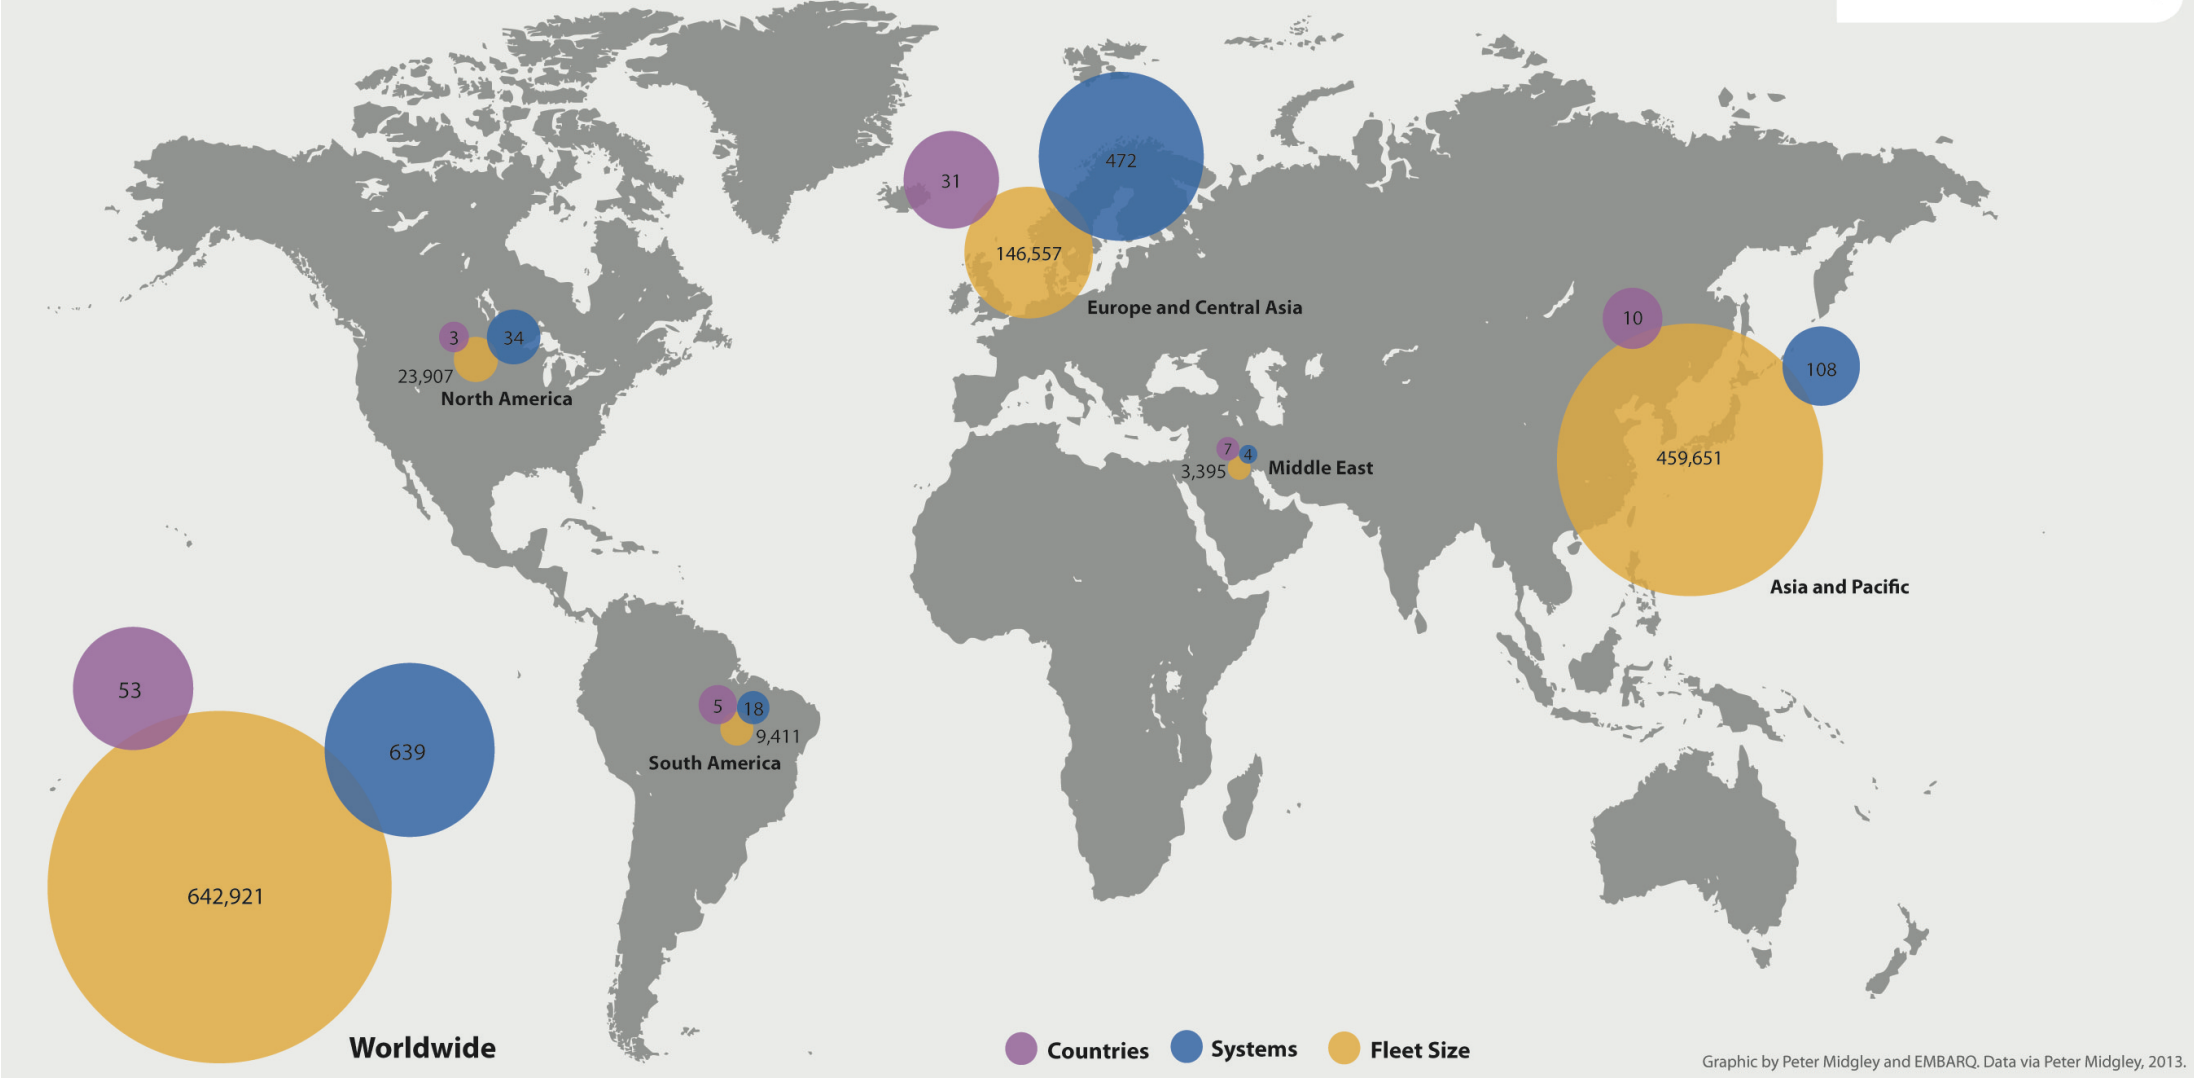 472
31
146,557
Europe and Central Asia
10
108
459,651
Asia and Pacific
3
34
23,907
North America
7
4
3,395
Middle East
5
18
9,411
South America
53
639
642,921
Worldwide
Countries
Systems
Fleet Size
Graphic by Peter Midgley and EMBARQ. Data via Peter Midgley, 2013.